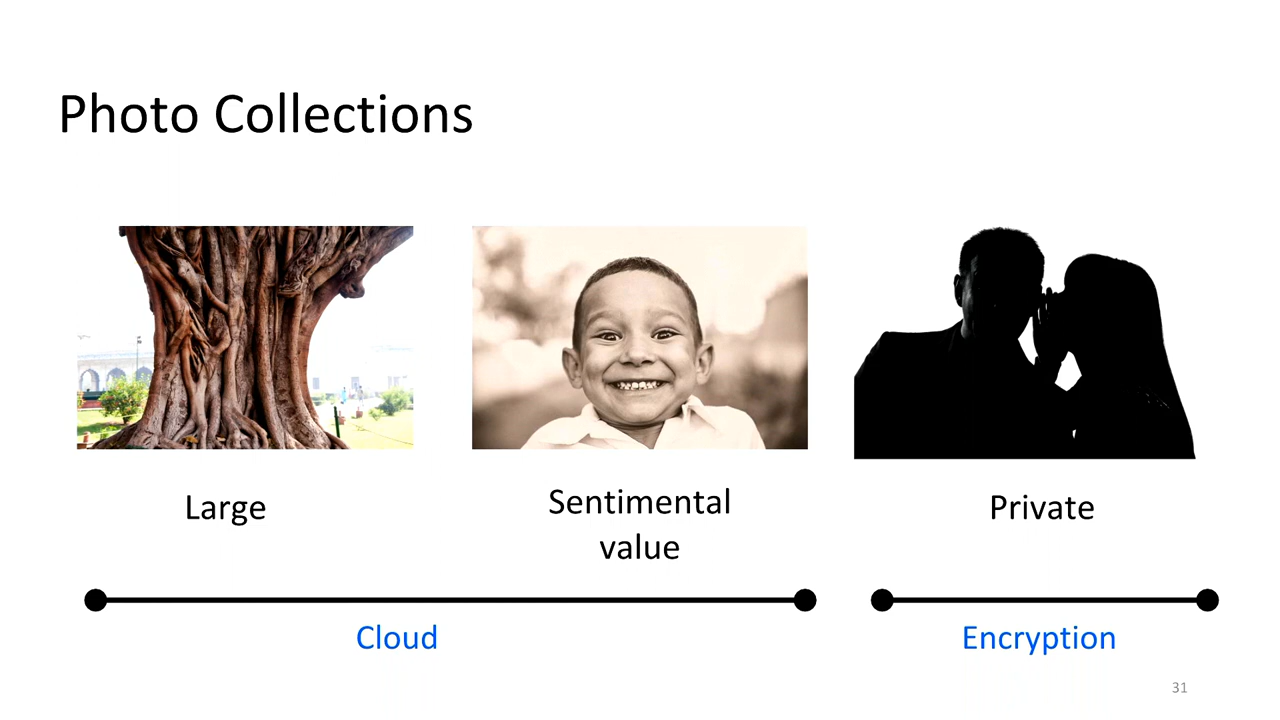 Photo Collections
Large
Sentimental
value
Private
Cloud
Encryption
31